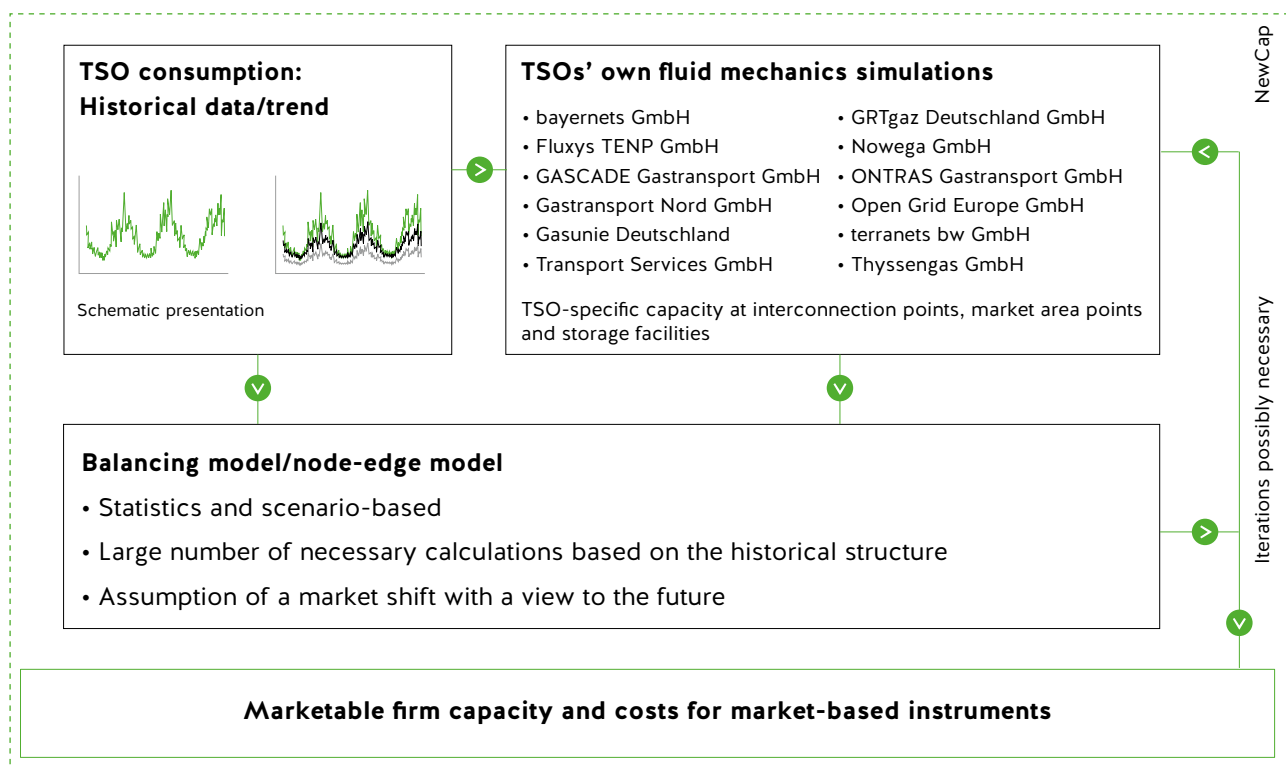 TSO consumption:
Historical data/trend
Schematic presentation
TSOs’ own fluid mechanics simulations
• bayernets GmbH
• Fluxys TENP GmbH
• GASCADE Gastransport GmbH
• Gastransport Nord GmbH
• Gasunie Deutschland
• Transport Services GmbH
• GRTgaz Deutschland GmbH
• Nowega GmbH
• ONTRAS Gastransport GmbH
• Open Grid Europe GmbH
• terranets bw GmbH
• Thyssengas GmbH
TSO-specific capacity at interconnection points, market area points
and storage facilities
NewCap
Iterations possibly necessary
Balancing model/node-edge model
• Statistics and scenario-based
• Large number of necessary calculations based on the historical structure
• Assumption of a market shift with a view to the future
Marketable firm capacity and costs for market-based instruments